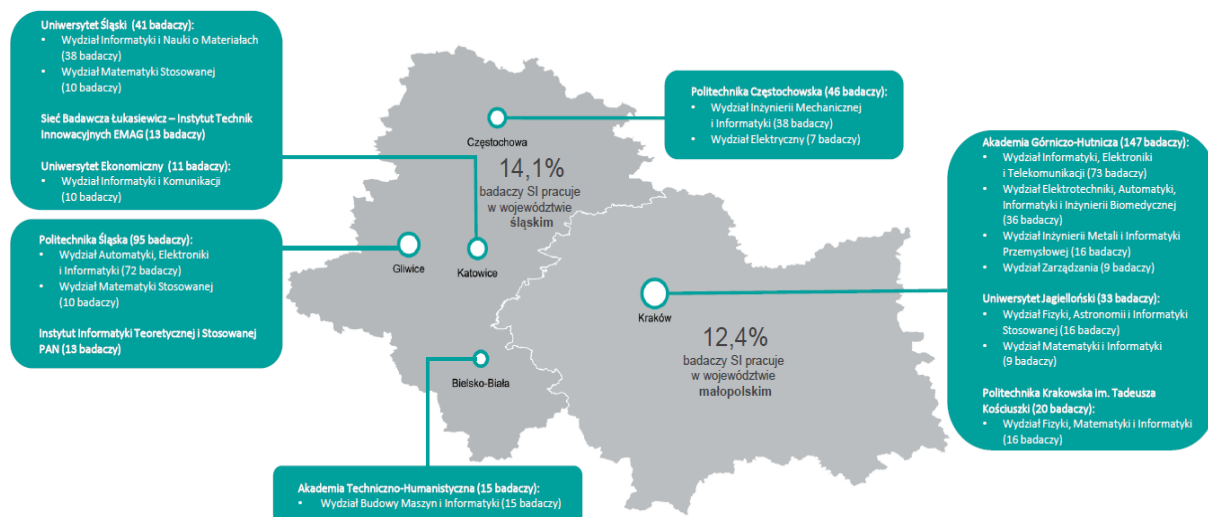 Uniwersytet Śląski (41 badaczy):
• Wydział Informatyki i Nauki o Materiałach
(38 badaczy)
• Wydział Matematyki Stosowanej
(10 badaczy)
Sieć Badawcza Łukasiewicz – Instytut Technik
Innowacyjnych EMAG (13 badaczy)
Uniwersytet Ekonomiczny (11 badaczy):
• Wydział Informatyki i Komunikacji
(10 badaczy)
Politechnika Śląska (95 badaczy):
• Wydział Automatyki, Elektroniki
i Informatyki (72 badaczy)
• Wydział Matematyki Stosowanej
(10 badaczy)
Instytut Informatyki Teoretycznej i Stosowanej
PAN (13 badaczy)
Częstochowa
14,1%
badaczy SI pracuje
w województwie
śląskim
Gliwice
Katowice
Bielsko-Biała
Kraków
12,4%
badaczy SI pracuje
w województwie
małopolskim
Politechnika Częstochowska (46 badaczy):
• Wydział Inżynierii Mechanicznej
i Informatyki (38 badaczy)
• Wydział Elektryczny (7 badaczy)
Akademia Górniczo-Hutnicza (147 badaczy):
• Wydział Informatyki, Elektroniki
i Telekomunikacji (73 badaczy)
• Wydział Elektrotechniki, Automatyki,
Informatyki i Inżynierii Biomedycznej
(36 badaczy)
• Wydział Inżynierii Metali i Informatyki
Przemysłowej (16 badaczy)
• Wydział Zarządzania (9 badaczy)
Uniwersytet Jagielloński (33 badaczy):
• Wydział Fizyki, Astronomii i Informatyki
Stosowanej (16 badaczy)
• Wydział Matematyki i Informatyki
(9 badaczy)
Politechnika Krakowska im. Tadeusza
Kościuszki (20 badaczy):
• Wydział Fizyki, Matematyki i Informatyki
(16 badaczy)
Akademia Techniczno-Humanistyczna (15 badaczy):
• Wydział Budowy Maszyn i Informatyki (15 badaczy)